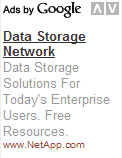 Ads by Google
Data Storage
Network
Data Storage
Solutions For
Today's Enterprise
Users. Free
Resources.
www.NetApp.com